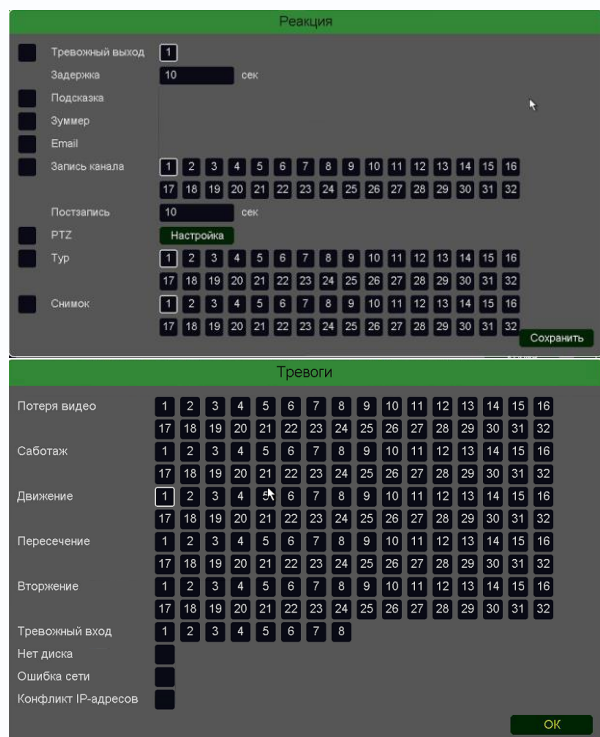 Реакция
Тревожный выход 1
Задержка 10 сек
Подсказка
Зуммер
Email
Запись канала 1 2 3 4 5 6 7 8 9 10 11 12 13 14 15 16
17 18 19 20 21 22 23 24 25 26 27 28 29 30 31 32
Постзапись 10 сек
PTZ Настройка
Тур 1 2 3 4 5 6 7 8 9 10 11 12 13 14 15 16
17 18 19 20 21 22 23 24 25 26 27 28 29 30 31 32
Снимок 1 2 3 4 5 6 7 8 9 10 11 12 13 14 15 16
17 18 19 20 21 22 23 24 25 26 27 28 29 30 31 32
Сохранить
Тревоги
Потеря видео 1 2 3 4 5 6 7 8 9 10 11 12 13 14 15 16
17 18 19 20 21 22 23 24 25 26 27 28 29 30 31 32
Саботаж 1 2 3 4 5 6 7 8 9 10 11 12 13 14 15 16
17 18 19 20 21 22 23 24 25 26 27 28 29 30 31 32
Движение 1 2 3 4 5 6 7 8 9 10 11 12 13 14 15 16
17 18 19 20 21 22 23 24 25 26 27 28 29 30 31 32
Пересечение 1 2 3 4 5 6 7 8 9 10 11 12 13 14 15 16
17 18 19 20 21 22 23 24 25 26 27 28 29 30 31 32
Вторжение 1 2 3 4 5 6 7 8 9 10 11 12 13 14 15 16
17 18 19 20 21 22 23 24 25 26 27 28 29 30 31 32
Тревожный вход 1 2 3 4 5 6 7 8
Нет диска
Ошибка сети
Конфликт IP-адресов
OK